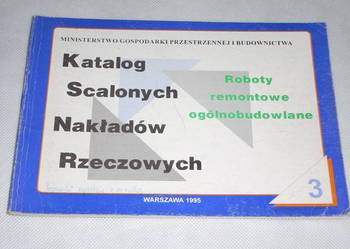 MINISTERSTWO GOSPODARKI PRZESTRZENNEJ I BUDOWNICTWA
Katalog
Scalonych
Nakładów
Rzeczowych
Roboty
remontowe
ogólnobudowlane
3
WARSZAWA 1995